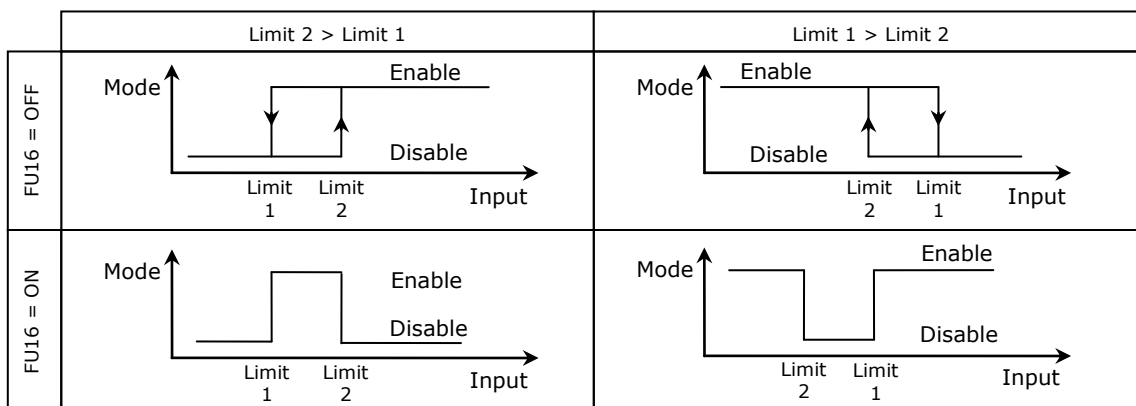 Limit 2 > Limit 1
Limit 1 > Limit 2
FU16 = OFF
Mode
Enable
Disable
Limit
1
Limit
2
Input
Mode
Enable
Disable
Limit
2
Limit
1
Input
FU16 = ON
Mode
Enable
Disable
Limit
1
Limit
2
Input
Mode
Enable
Disable
Limit
2
Limit
1
Input